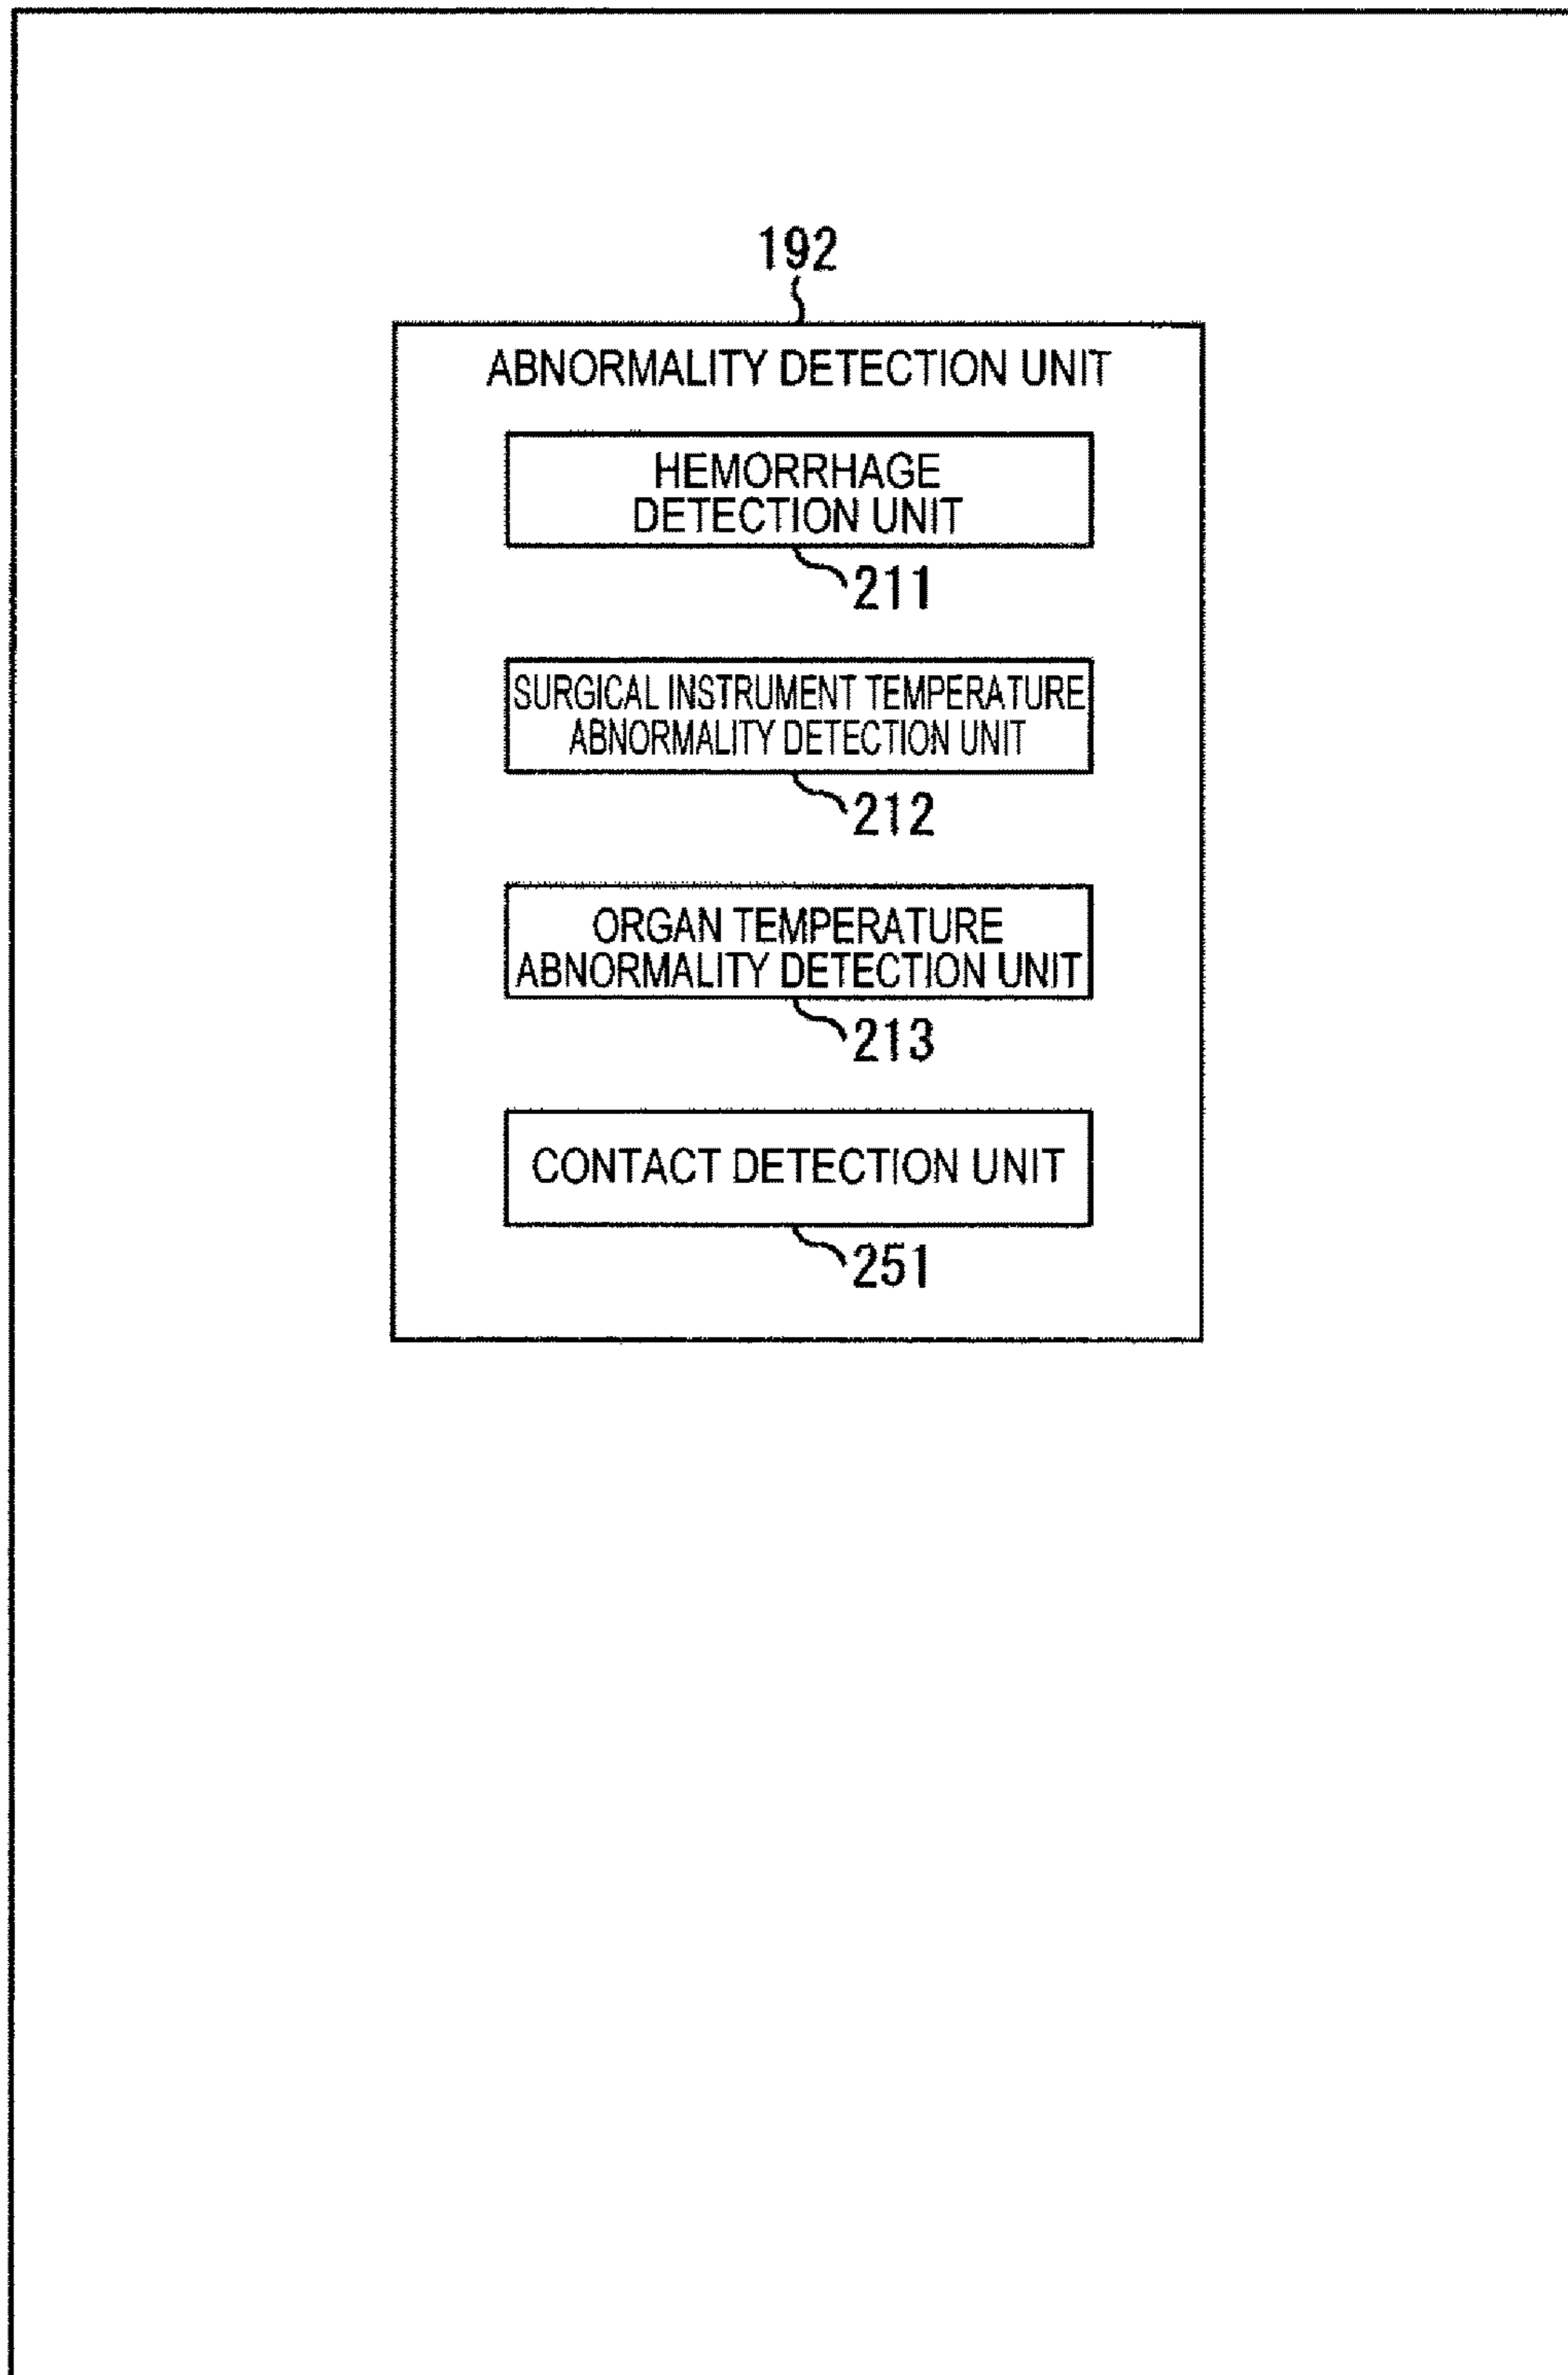 192
ABNORMALITY DETECTION UNIT
HEMORRHAGE
DETECTION UNIT
211
SURGICAL INSTRUMENT TEMPERATURE
ABNORMALITY DETECTION UNIT
212
ORGAN TEMPERATURE
ABNORMALITY DETECTION UNIT
213
CONTACT DETECTION UNIT
251